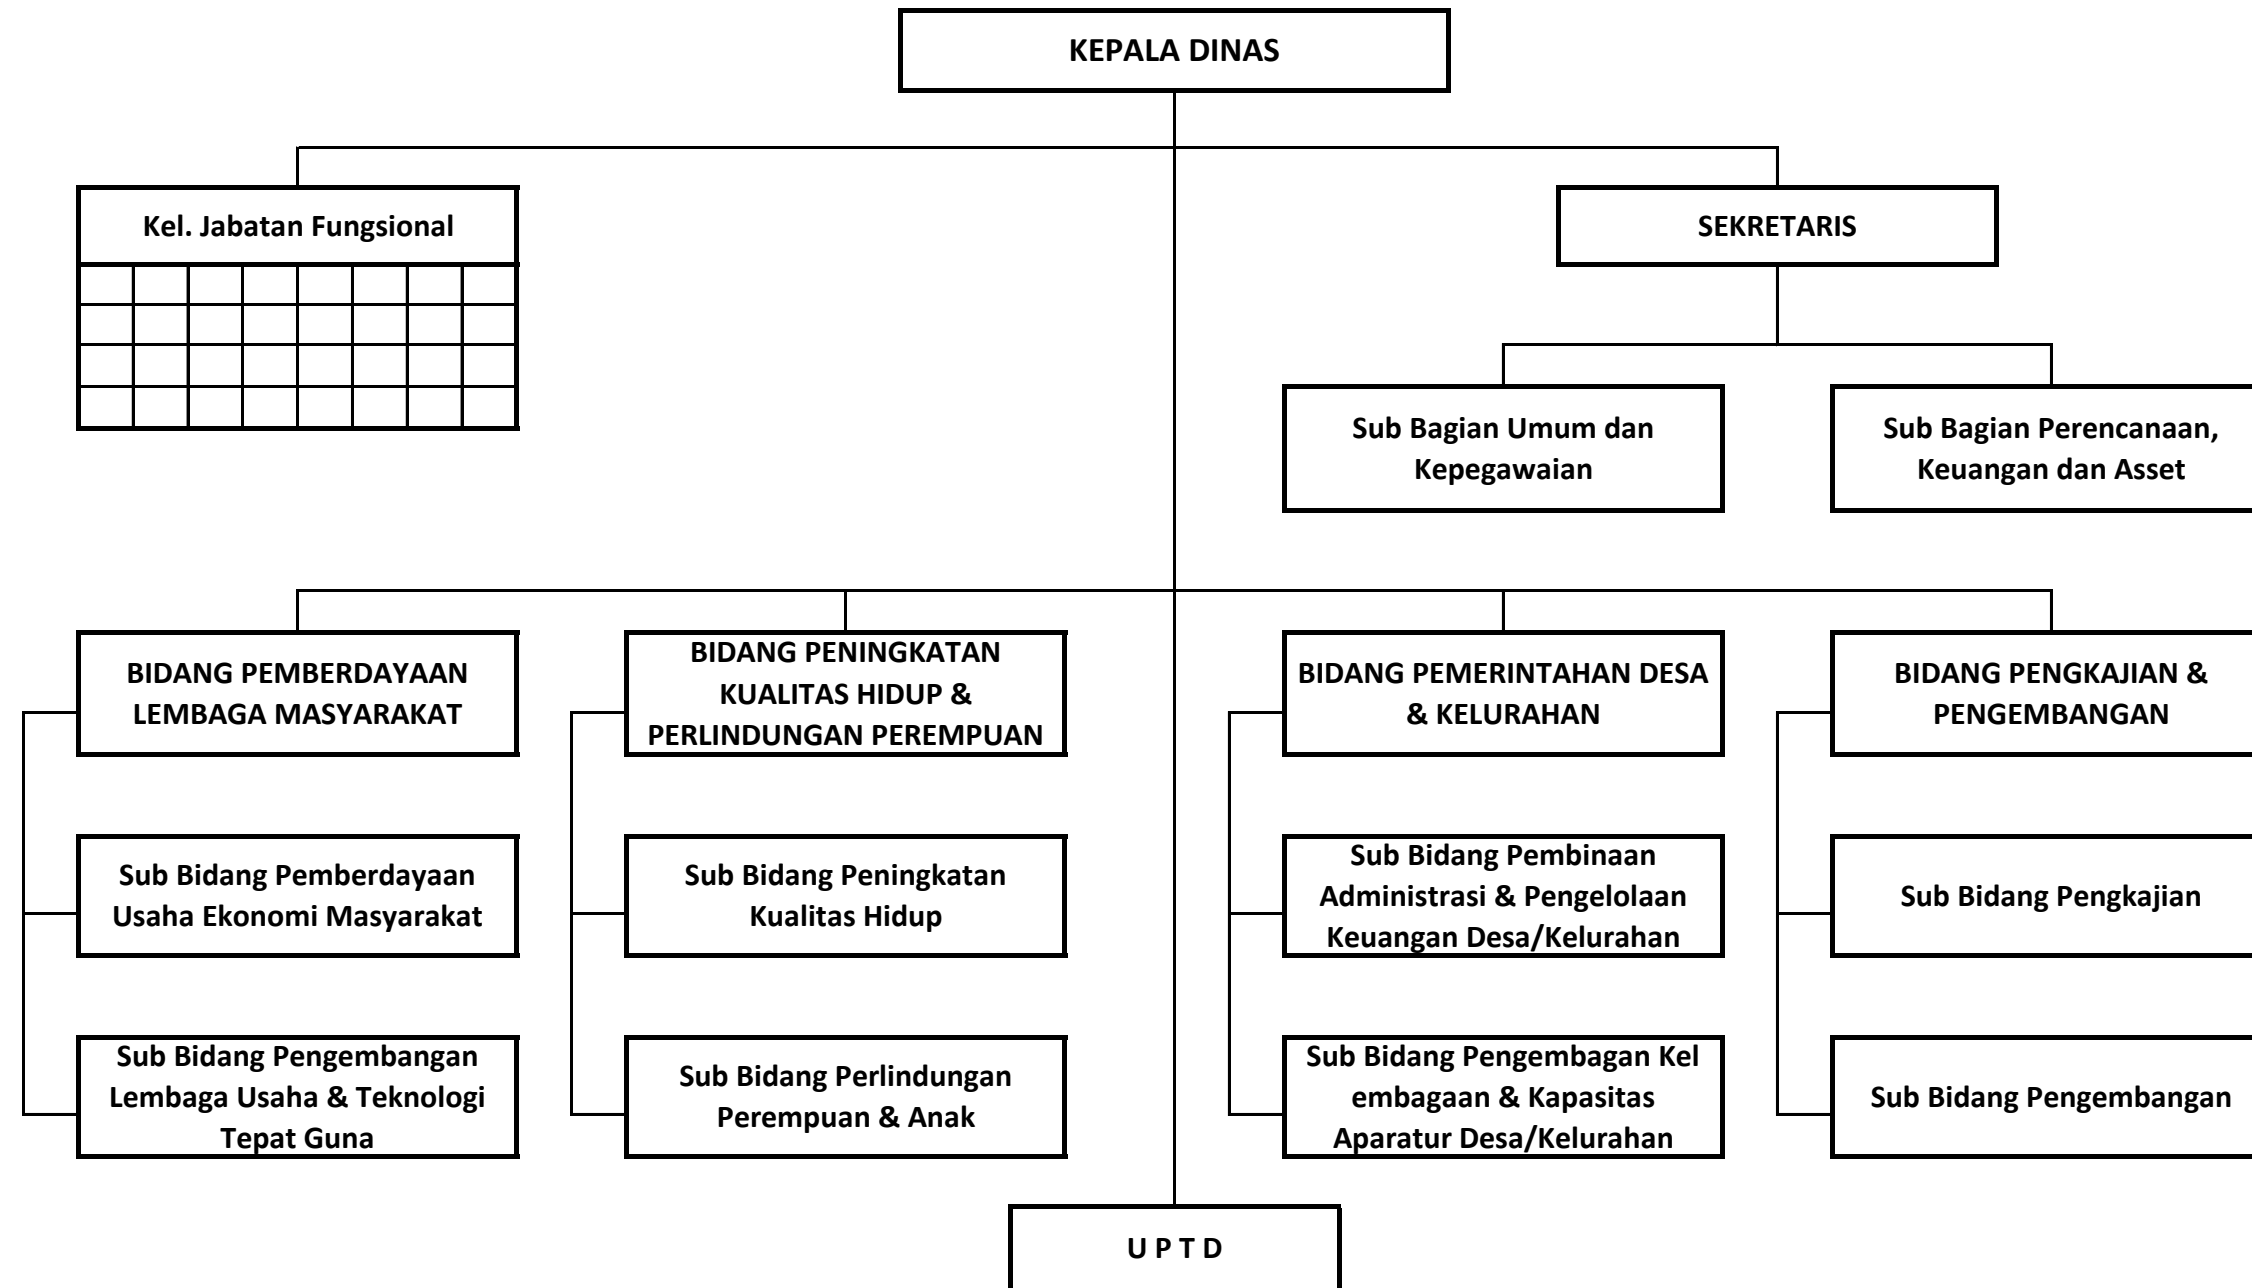 KEPALA DINAS
Kel. Jabatan Fungsional
SEKRETARIS
Sub Bagian Umum dan
Kepegawaian
Sub Bagian Perencanaan,
Keuangan dan Asset
BIDANG PEMBERDAYAAN
LEMBAGA MASYARAKAT
BIDANG PENINGKATAN
KUALITAS HIDUP &
PERLINDUNGAN PEREMPUAN
BIDANG PEMERINTAHAN DESA
& KELURAHAN
BIDANG PENGKAJIAN &
PENGEMBANGAN
Sub Bidang Pemberdayaan
Usaha Ekonomi Masyarakat
Sub Bidang Peningkatan
Kualitas Hidup
Sub Bidang Pembinaan
Administrasi & Pengelolaan
Keuangan Desa/Kelurahan
Sub Bidang Pengkajian
Sub Bidang Pengembangan
Lembaga Usaha & Teknologi
Tepat Guna
Sub Bidang Perlindungan
Perempuan & Anak
Sub Bidang Pengembagan Kel
embagaan & Kapasitas
Aparatur Desa/Kelurahan
Sub Bidang Pengembangan
U P T D